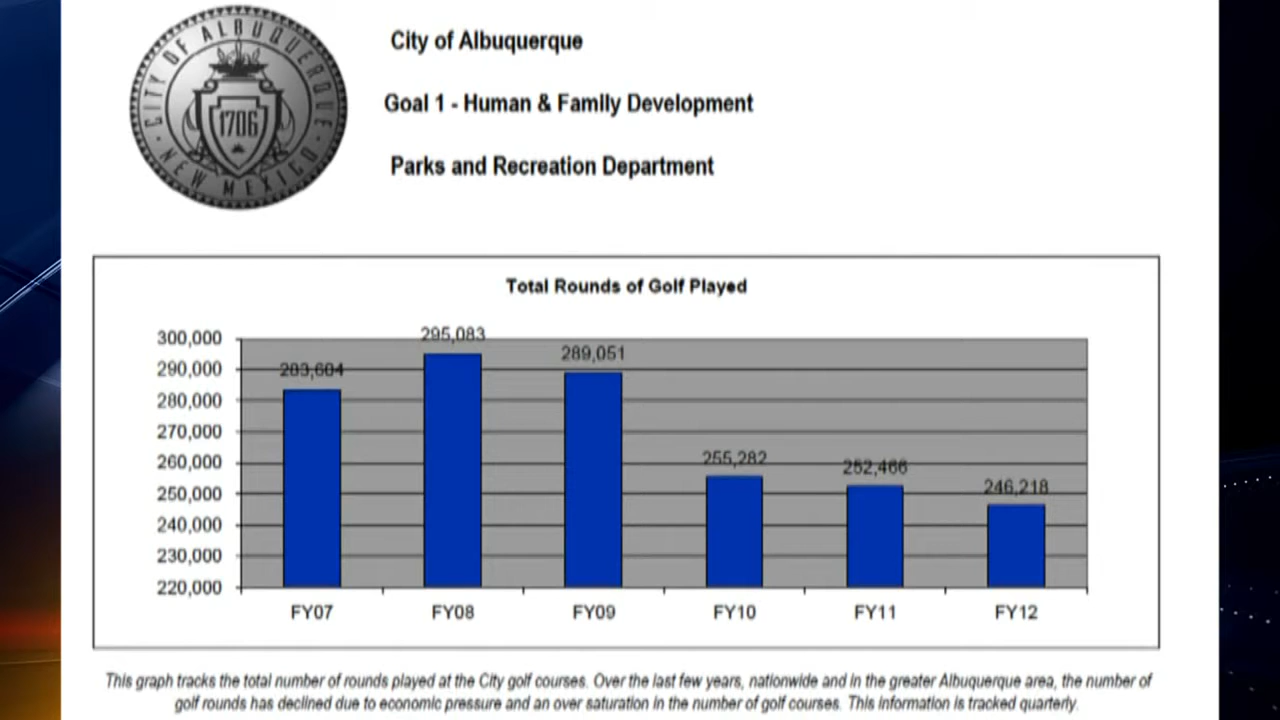 CITY OF ALBUQUERQUE
1706
NEW MEXICO
City of Albuquerque
Goal 1 - Human & Family Development
Parks and Recreation Department
Total Rounds of Golf Played
300,000
290,000
280,000
270,000
260,000
250,000
240,000
230,000
220,000
283,604
295,083
289,051
255,282
252,466
246,218
FY07
FY08
FY09
FY10
FY11
FY12
This graph tracks the total number of rounds played at the City golf courses. Over the last few years, nationwide and in the greater Albuquerque area, the number of
golf rounds has declined due to economic pressure and an over saturation in the number of golf courses. This information is tracked quarterly.